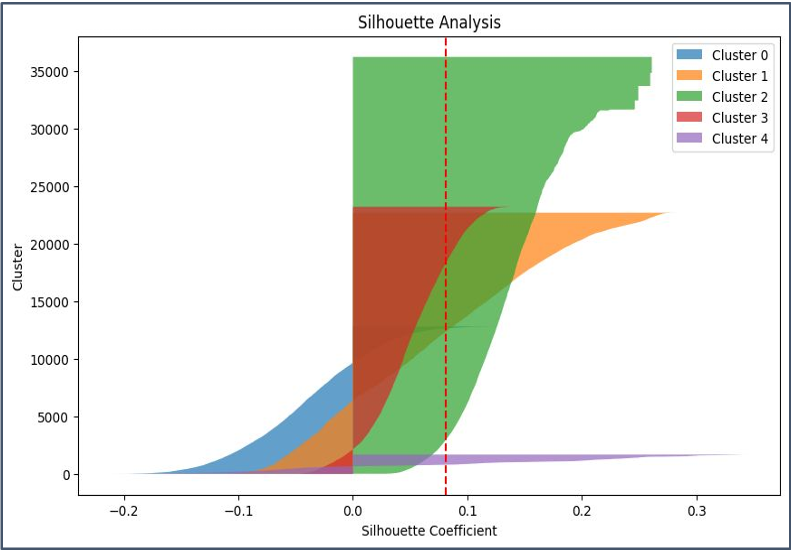 Silhouette Analysis
Cluster 0
Cluster 1
Cluster 2
Cluster 3
Cluster 4
35000
30000
25000
20000
15000
10000
5000
0
Cluster
−0.2 −0.1 0.0 0.1 0.2 0.3
Silhouette Coefficient